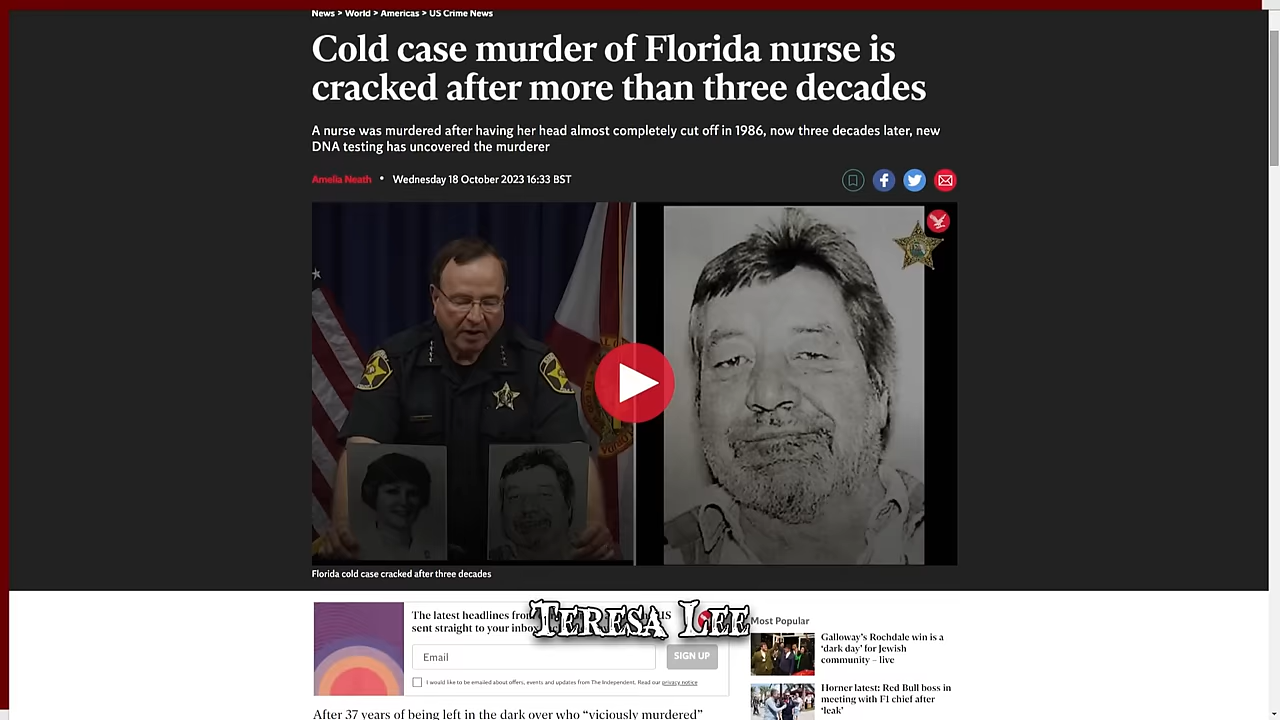 News > World > Americas > US Crime News
Cold case murder of Florida nurse is
cracked after more than three decades
A nurse was murdered after having her head almost completely cut off in 1986, now three decades later, new
DNA testing has uncovered the murderer
Amelia Neath • Wednesday 18 October 2023 16:33 BST
Florida cold case cracked after three decades
The latest headlines from
sent straight to your inbox
TERESA LEE
Email
SIGN UP
I would like to be emailed about offers, events and updates from The Independent. Read our privacy notice
Most Popular
Galloway's Rochdale win is a
‘dark day’ for Jewish
community – live
Horner latest: Red Bull boss in
meeting with F1 chief after
‘leak’
After 37 years of being left in the dark over who “viciously murdered”